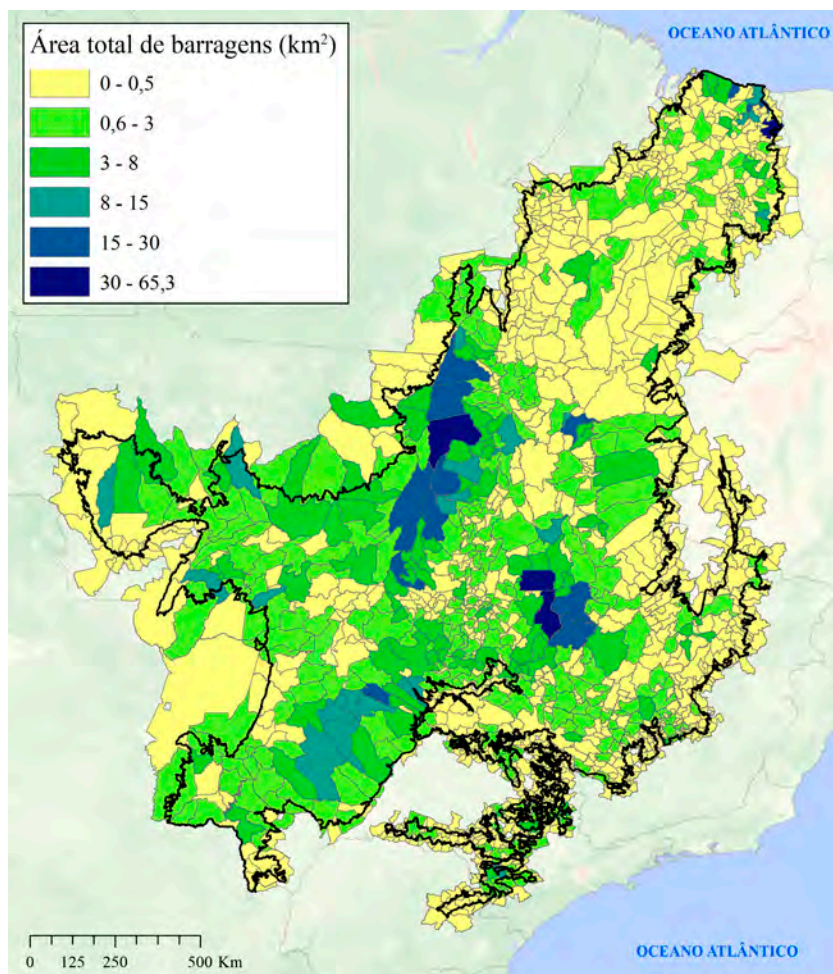 OCEANO ATLÂNTICO
Área total de barragens (km²)
0 - 0,5
0,6 - 3
3 - 8
8 - 15
15 - 30
30 - 65,3
0 125 250 500 Km
OCEANO ATLÂNTICO